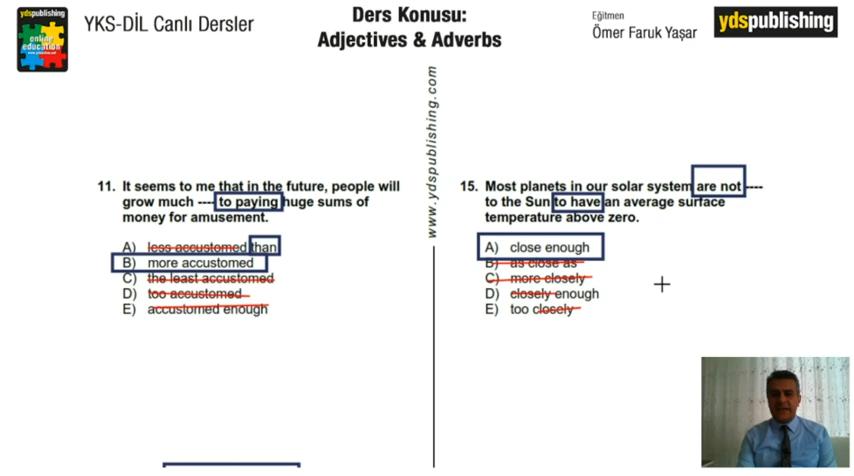 ydspublishing
online
education
YKS-DİL Canlı Dersler
Ders Konusu:
Adjectives & Adverbs
Eğitmen
Ömer Faruk Yaşar
ydspublishing
www.ydspublishing.com
11. It seems to me that in the future, people will
grow much ---- to paying huge sums of
money for amusement.
A) less accustomed than
B) more accustomed
C) the least accustomed
D) too accustomed
E) accustomed enough
15. Most planets in our solar system are not ----
to the Sun to have an average surface
temperature above zero.
A) close enough
B) as close as
C) more closely
D) closely enough
E) too closely